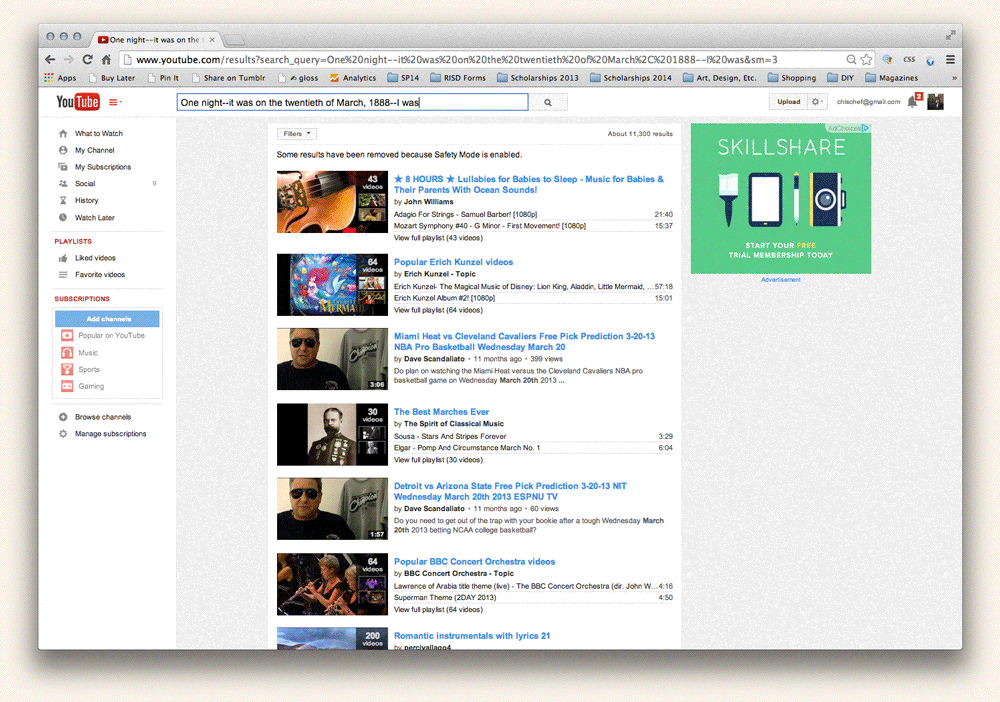 One night--it was on the t
www.youtube.com/results?search_query=One%20night--it%20was%20on%20the%20twentieth%20of%20March%2C%201888--I%20was&sm=3
CSS
Apps Buy Later Pin It Share on Tumblr gloss Analytics SP14 RISD Forms Scholarships 2013 Scholarships 2014 Art, Design, Etc. Shopping DIY Magazines »
YouTube One night--it was on the twentieth of March, 1888--I was Upload chlschef@gmail.com 2
What to Watch
My Channel
My Subscriptions
Social 9
History
Watch Later
PLAYLISTS
Liked videos
Favorite videos
SUBSCRIPTIONS
Add channels
Popular on YouTube
Music
Sports
Gaming
Browse channels
Manage subscriptions
Filters About 11,300 results
Some results have been removed because Safety Mode is enabled.
43
videos
★ 8 HOURS ★ Lullabies for Babies to Sleep - Music for Babies &
Their Parents With Ocean Sounds!
by John Williams
Adagio For Strings - Samuel Barber! [1080p] 21:40
Mozart Symphony #40 - G Minor - First Movement! [1080p] 15:37
View full playlist (43 videos)
64
videos
MERMAID
Popular Erich Kunzel videos
by Erich Kunzel - Topic
Erich Kunzel- The Magical Music of Disney: Lion King, Aladdin, Little Mermaid, ... 57:18
Erich Kunzel Album #2! [1080p] 15:01
View full playlist (64 videos)
Champion
3:06
Miami Heat vs Cleveland Cavaliers Free Pick Prediction 3-20-13
NBA Pro Basketball Wednesday March 20
by Dave Scandaliato • 11 months ago • 399 views
Do plan on watching the Miami Heat versus the Cleveland Cavaliers NBA pro
basketball game on Wednesday March 20th 2013 ...
30
videos
The Best Marches Ever
by The Spirit of Classical Music
Sousa - Stars And Stripes Forever 3:29
Elgar - Pomp And Circumstance March No. 1 6:04
View full playlist (30 videos)
Champion
1:57
Detroit vs Arizona State Free Pick Prediction 3-20-13 NIT
Wednesday March 20th 2013 ESPNU TV
by Dave Scandaliato • 11 months ago • 60 views
Do you need to get out of the trap with your bookie after a tough Wednesday March
20th 2013 betting NCAA college basketball?
64
videos
Popular BBC Concert Orchestra videos
by BBC Concert Orchestra - Topic
Lawrence of Arabia title theme (live) - The BBC Concert Orchestra (dir. John W... 4:16
Superman Theme (2DAY 2013) 4:50
View full playlist (64 videos)
200
videos
Romantic instrumentals with lyrics 21
by percivallago4
AdChoices
SKILLSHARE
START YOUR FREE
TRIAL MEMBERSHIP TODAY
Advertisement